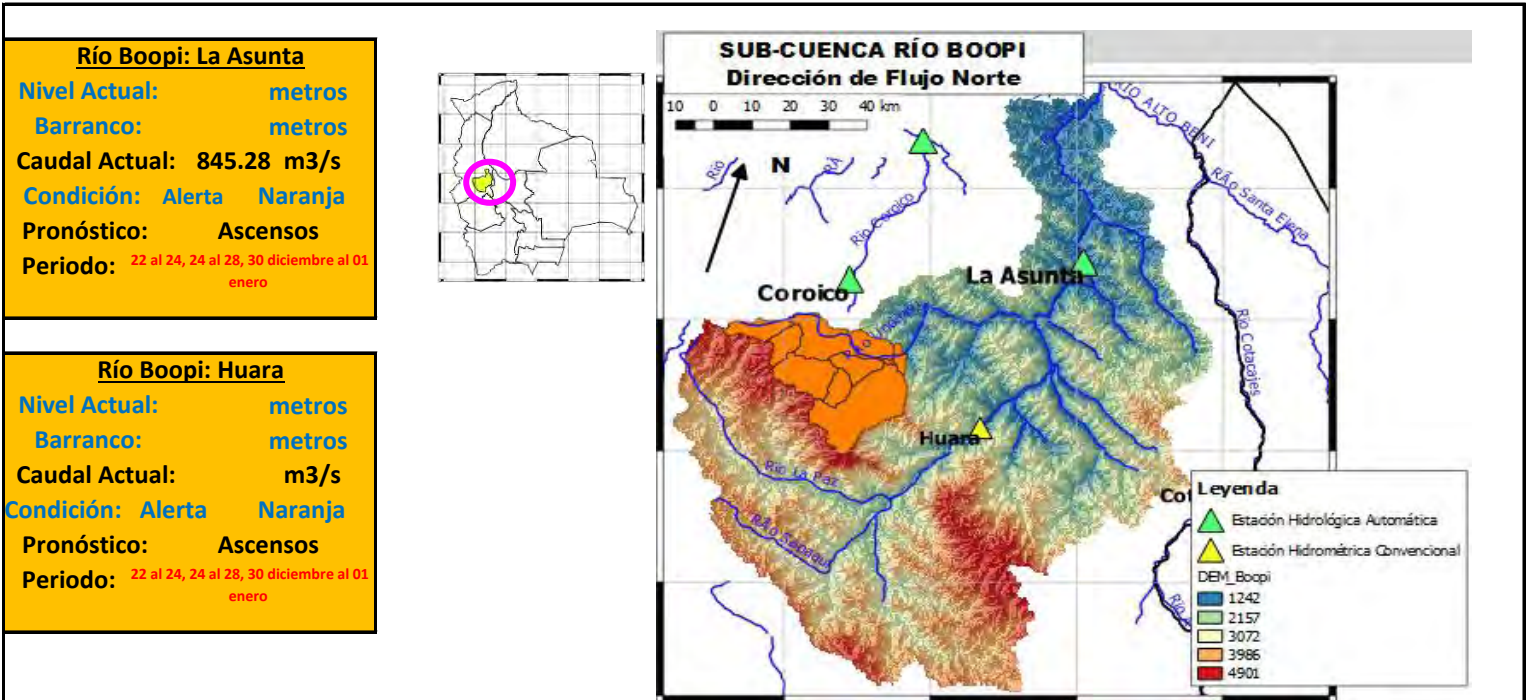 Río Boopi: La Asunta
Nivel Actual: metros
Barranco: metros
Caudal Actual: 845.28 m3/s
Condición: Alerta Naranja
Pronóstico: Ascensos
Periodo: 22 al 24, 24 al 28, 30 diciembre al 01
enero
Río Boopi: Huara
Nivel Actual: metros
Barranco: metros
Caudal Actual: m3/s
Condición: Alerta Naranja
Pronóstico: Ascensos
Periodo: 22 al 24, 24 al 28, 30 diciembre al 01
enero
SUB-CUENCA RÍO BOOPI
Dirección de Flujo Norte
10 0 10 20 30 40 km
N
Río
RÃ
Río Coroico
RÍO ALTO BENI
RÃo Santa Elena
Coroico
La Asunta
Río Cotacajes
Huara
Río La Paz
RÃo Sapaqui
Leyenda
Estación Hidrológica Automática
Estación Hidrométrica Convencional
DEM_Boopi
1242
2157
3072
3986
4901